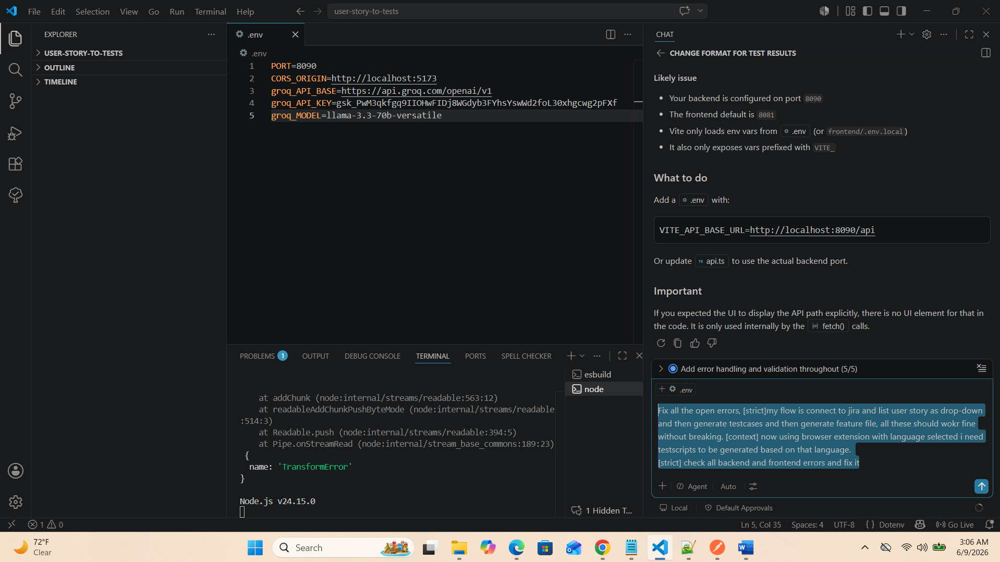 File Edit Selection View Go Run Terminal Help
user-story-to-tests
EXPLORER
USER-STORY-TO-TESTS
OUTLINE
TIMELINE
.env
.env
1 PORT=8090
2 CORS_ORIGIN=http://localhost:5173
3 groq_API_BASE=https://api.groq.com/openai/v1
4 groq_API_KEY=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
5 groq_MODEL=llama-3.3-70b-versatile
PROBLEMS 1 OUTPUT DEBUG CONSOLE TERMINAL PORTS SPELL CHECKER
at addChunk (node:internal/streams/readable:563:12)
at readableAddChunkPushByteMode (node:internal/streams/readable
:514:3)
at Readable.push (node:internal/streams/readable:394:5)
at Pipe.onStreamRead (node:internal/stream_base_commons:189:23)
{
name: 'TransformError'
}
Node.js v24.15.0
esbuild
node
1 Hidden T...
CHAT
CHANGE FORMAT FOR TEST RESULTS
Likely issue
• Your backend is configured on port 8090
• The frontend default is 8081
• Vite only loads env vars from .env (or frontend/.env.local)
• It also only exposes vars prefixed with VITE_
What to do
Add a .env with:
VITE_API_BASE_URL=http://localhost:8090/api
Or update TS api.ts to use the actual backend port.
Important
If you expected the UI to display the API path explicitly, there is no UI element for that in
the code. It is only used internally by the fetch() calls.
Add error handling and validation throughout (5/5)
.env
Fix all the open errors, [strict]my flow is connect to jira and list user story as drop-down
and then generate testcases and then generate feature file, all these should wokr fine
without breaking. [context] now using browser extension with language selected i need
testscripts to be generated based on that language.
[strict] check all backend and frontend errors and fix it
Agent Auto
Local Default Approvals
1 0
Ln 5, Col 35 Spaces: 4 UTF-8 { } Dotenv Go Live
72°F
Clear
Search
3:06 AM
6/9/2026